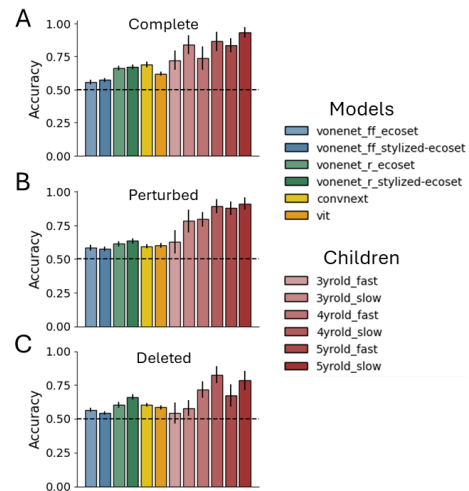 A
Complete
1.00
0.75
0.50
0.25
0.00
Accuracy
B
Perturbed
1.00
0.75
0.50
0.25
0.00
Accuracy
C
Deleted
1.00
0.75
0.50
0.25
0.00
Accuracy
Models
vonenet_ff_ecoset
vonenet_ff_stylized-ecoset
vonenet_r_ecoset
vonenet_r_stylized-ecoset
convnext
vit
Children
3yrold_fast
3yrold_slow
4yrold_fast
4yrold_slow
5yrold_fast
5yrold_slow